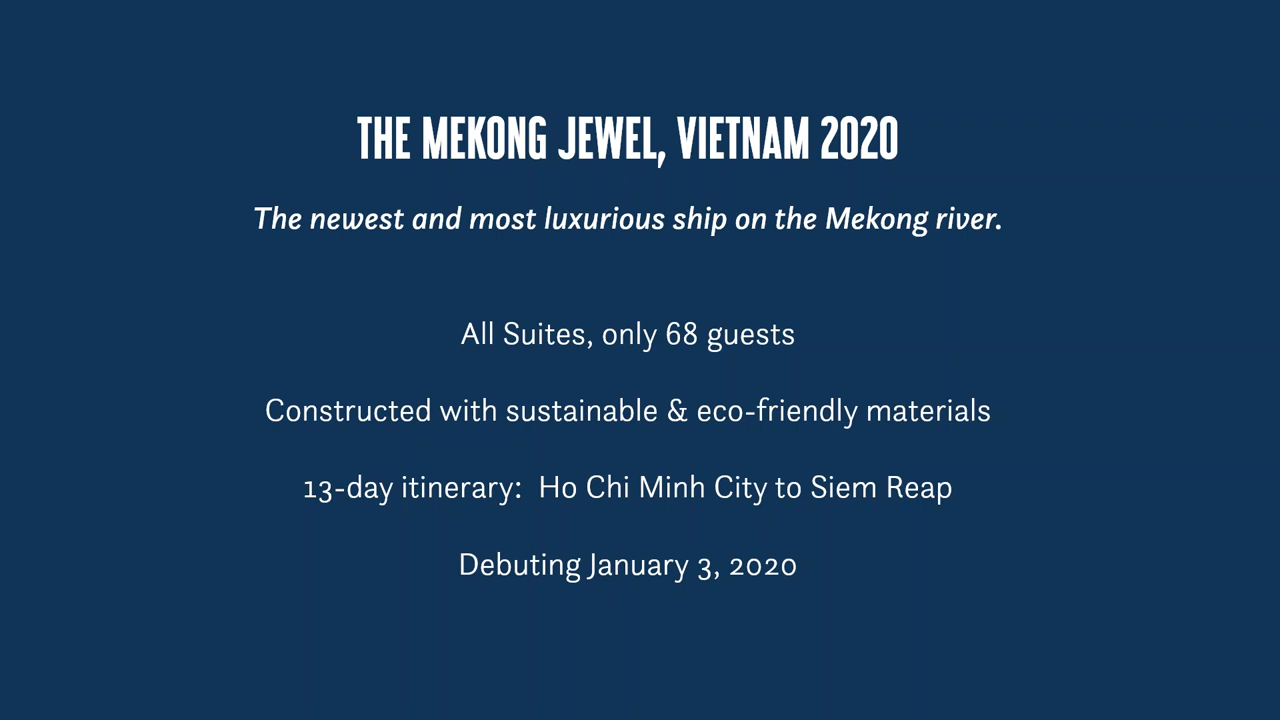 THE MEKONG JEWEL, VIETNAM 2020
The newest and most luxurious ship on the Mekong river.
All Suites, only 68 guests
Constructed with sustainable & eco-friendly materials
13-day itinerary:  Ho Chi Minh City to Siem Reap
Debuting January 3, 2020